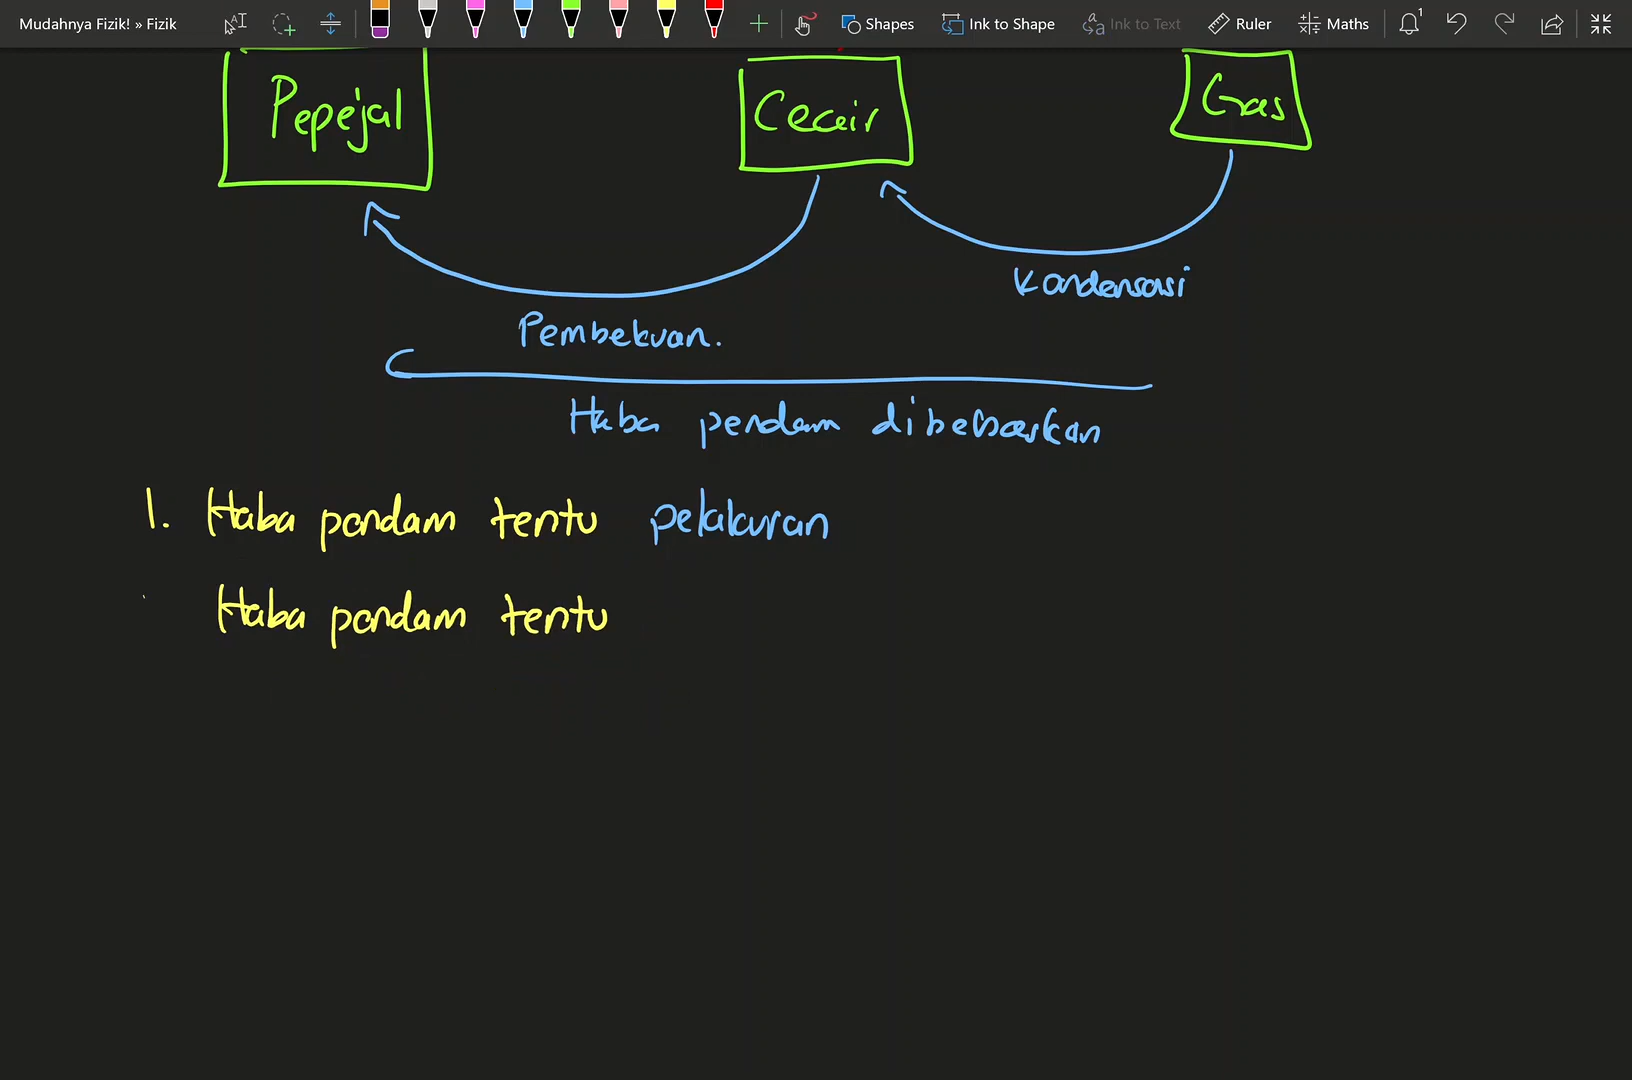 Mudahnya Fizik! » Fizik
Shapes
Ink to Shape
Ink to Text
Ruler
Maths
1
Pepejal
Cecair
Gas
Kondensasi
Pembekuan.
Haba pendam dibebaskan
1. Haba pendam tentu pelakuran
Haba pendam tentu